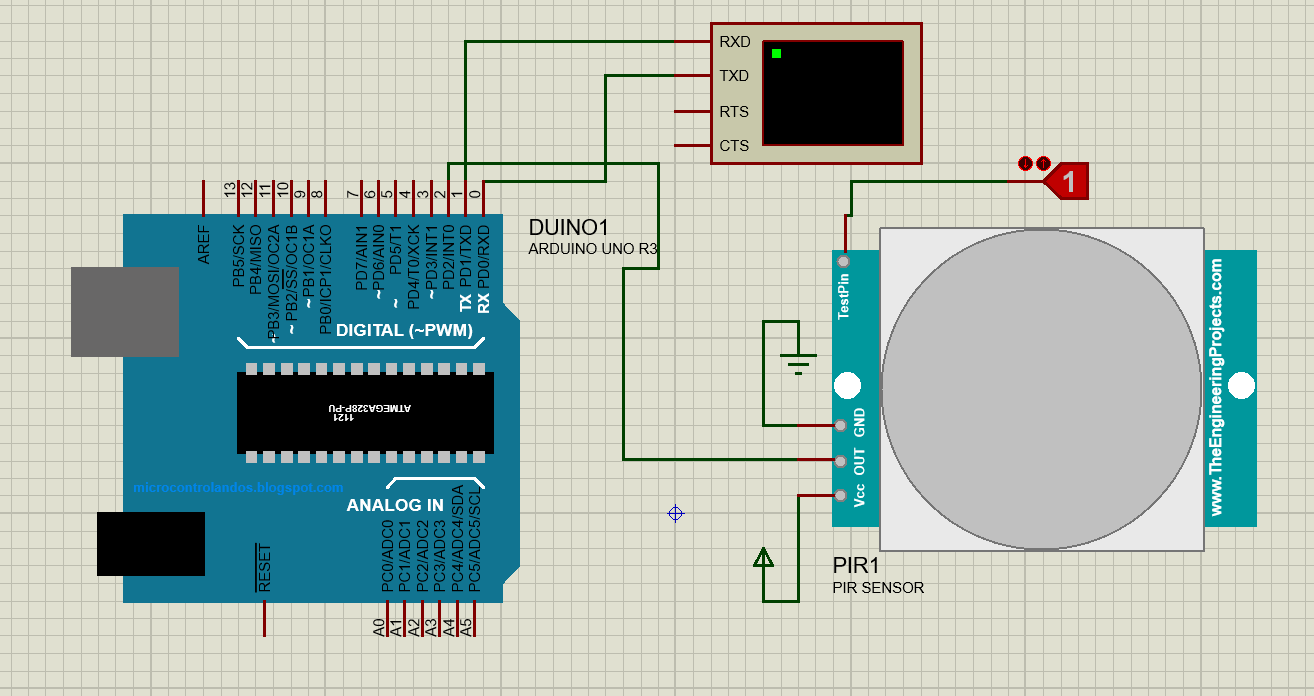 RXD
TXD
RTS
CTS
1
13
12
11
10
9
8
7
6
5
4
3
2
1
0
AREF
PB5/SCK
PB4/MISO
PB3/MOSI/OC2A
~
PB2/SS/OC1B
~
PB1/OC1A
~
PB0/ICP1/CLKO
PD7/AIN1
PD6/AIN0
~
PD5/T1
~
PD4/T0/XCK
PD3/INT1
~
PD2/INT0
PD1/TXD
TX
PD0/RXD
RX
DIGITAL (~PWM)
DUINO1
ARDUINO UNO R3
ATMEGA328P-PU
1121
microcontrolandos.blogspot.com
ANALOG IN
RESET
PC0/ADC0
PC1/ADC1
PC2/ADC2
PC3/ADC3
PC4/ADC4/SDA
PC5/ADC5/SCL
A0
A1
A2
A3
A4
A5
TestPin
GND
OUT
Vcc
www.TheEngineeringProjects.com
PIR1
PIR SENSOR